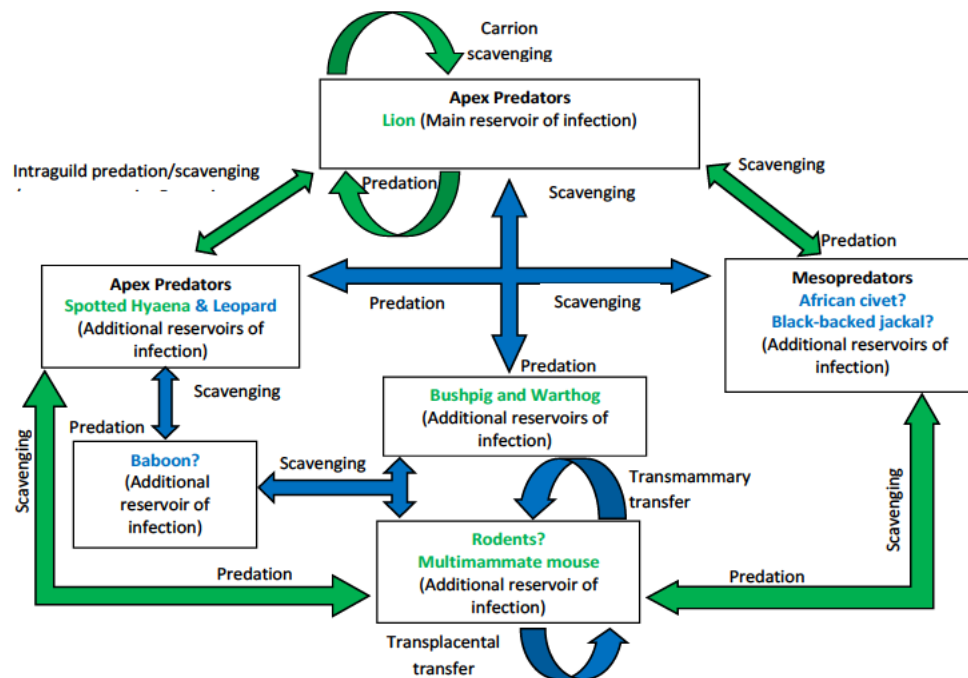 Carrion
scavenging
Apex Predators
Lion (Main reservoir of infection)
Intraguild predation/scavenging
Predation
Scavenging
Scavenging
Predation
Apex Predators
Spotted Hyaena & Leopard
(Additional reservoirs of
infection)
Predation
Scavenging
Mesopredators
African civet?
Black-backed jackal?
(Additional reservoirs of
infection)
Predation
Bushpig and Warthog
(Additional reservoirs of
infection)
Scavenging
Predation
Baboon?
(Additional
reservoir of
infection)
Scavenging
Scavenging
Transmammary
transfer
Scavenging
Rodents?
Multimammate mouse
(Additional reservoir of
infection)
Predation
Predation
Transplacental
transfer